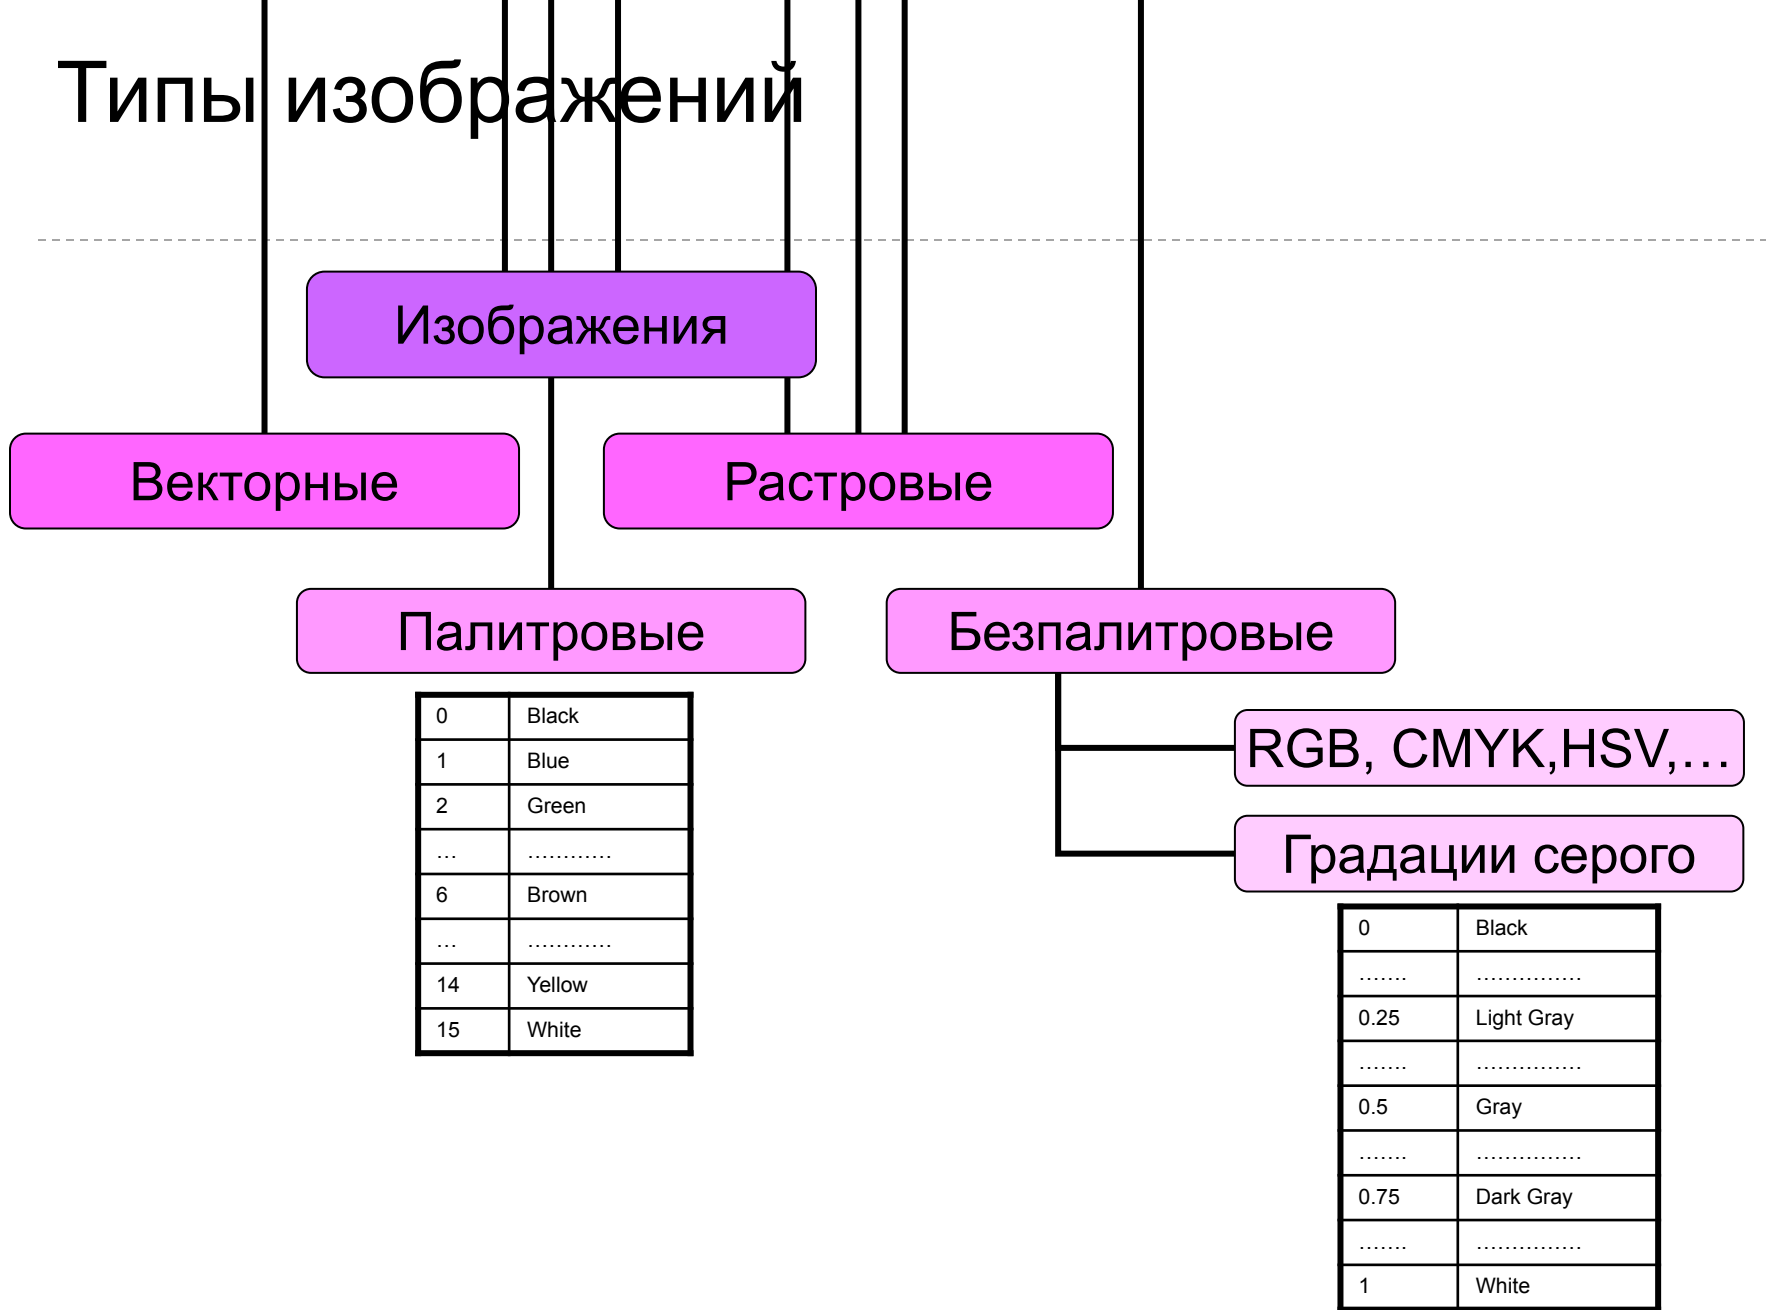 Типы изображений
Изображения
Векторные
Растровые
Палитровые
Безпалитровые
0 Black
1 Blue
2 Green
… …………
6 Brown
… …………
14 Yellow
15 White
RGB, CMYK,HSV,…
Градации серого
0 Black
……. ……………
0.25 Light Gray
……. ……………
0.5 Gray
……. ……………
0.75 Dark Gray
……. ……………
1 White